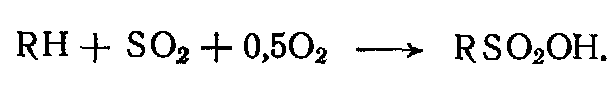 RH + SO₂ + 0,5O₂ ⟶ RSO₂OH.